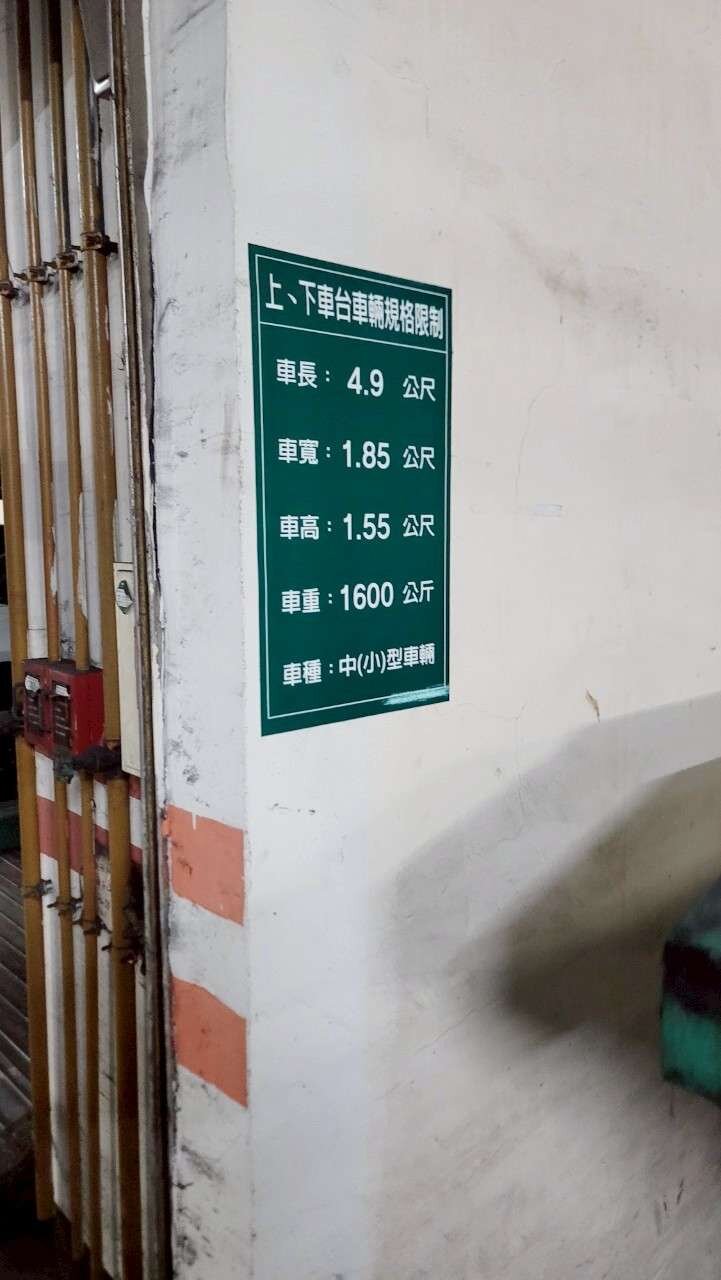 上、下車台車輛規格限制
車長：4.9 公尺
車寬：1.85 公尺
車高：1.55 公尺
車重：1600 公斤
車種：中(小)型車輛